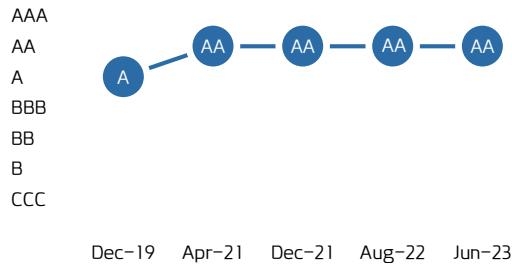 AAA
AA
A
BBB
BB
B
CCC
A
AA
AA
AA
AA
Dec–19 Apr–21 Dec–21 Aug–22 Jun–23